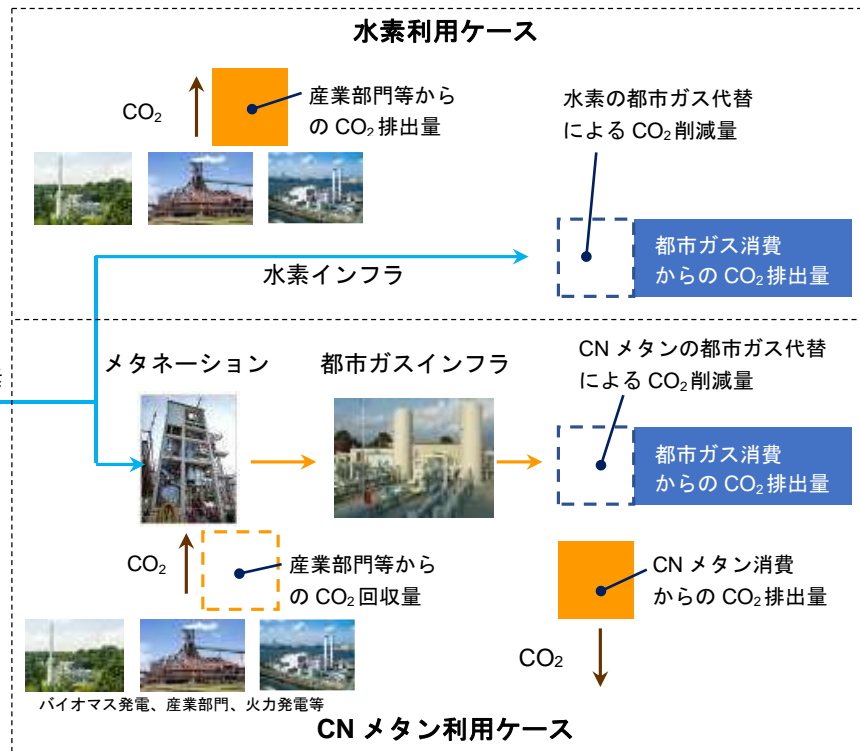 水素利用ケース
CO₂
産業部門等から
の CO₂ 排出量
水素の都市ガス代替
による CO₂ 削減量
都市ガス消費
からの CO₂ 排出量
水素インフラ
メタネーション
都市ガスインフラ
CN メタンの都市ガス代替
による CO₂ 削減量
都市ガス消費
からの CO₂ 排出量
CO₂
産業部門等から
の CO₂ 回収量
CN メタン消費
からの CO₂ 排出量
CO₂
バイオマス発電、産業部門、火力発電等
CN メタン利用ケース